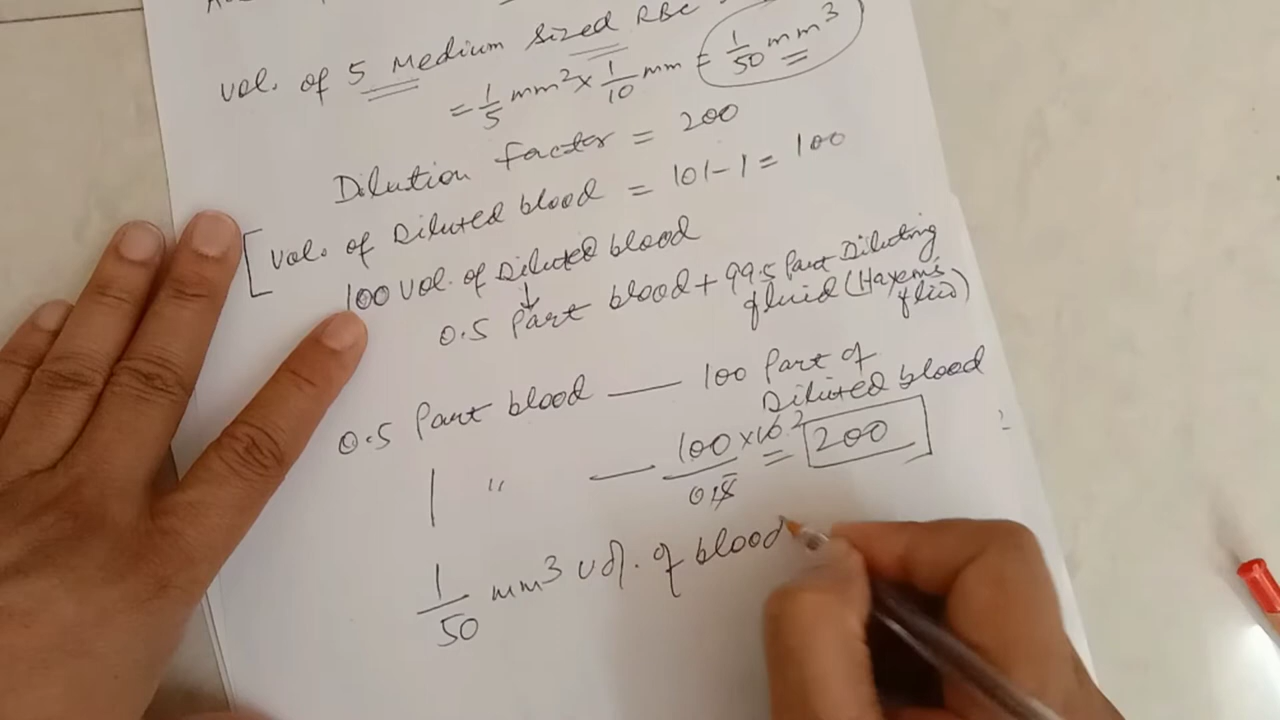 Vol. of 5 Medium Sized RBC
= 1/5 mm² × 1/10 mm = 1/50 mm³
Dilution factor = 200
[Vol. of Diluted blood = 101-1 = 100
100 Vol. of Diluted blood
↓
0.5 Part blood + 99.5 Part Diluting
fluid (Hayem's
fluid)
0.5 Part blood — 100 Part of
Diluted blood
1 " — 100 × 10 2 / 0.5 = 200
1/50 mm³ vol. of blood